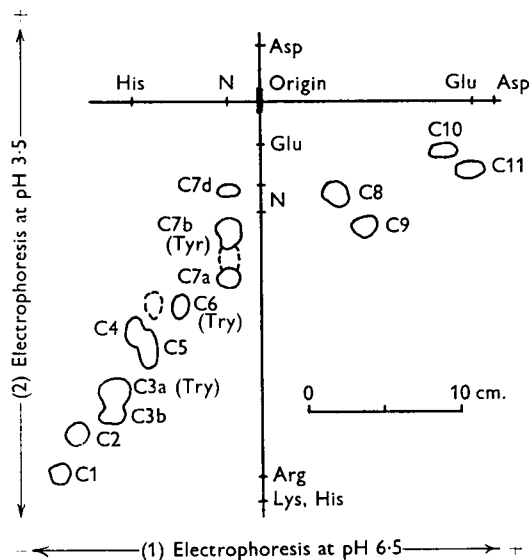 +
Asp
His N Origin Glu Asp
C10
Glu
C11
C7d
N
C8
C7b
(Tyr)
C9
C7a
C6
(Try)
C4
C5
C3a (Try)
C3b
0 10 cm.
C2
C1
Arg
Lys, His
(2) Electrophoresis at pH 3·5
−
− (1) Electrophoresis at pH 6·5 +